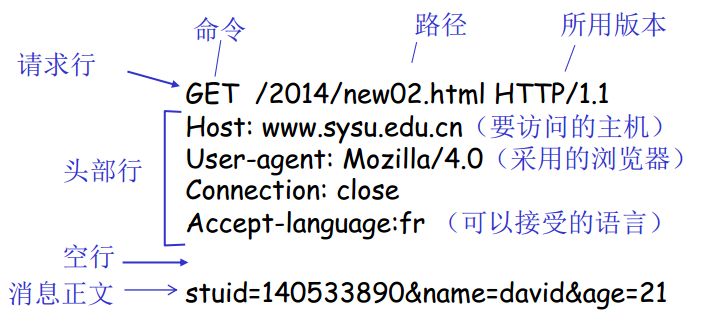 命令 路径 所用版本
请求行
GET /2014/new02.html HTTP/1.1
Host: www.sysu.edu.cn（要访问的主机）
User-agent: Mozilla/4.0（采用的浏览器）
头部行
Connection: close
Accept-language:fr （可以接受的语言）
空行
消息正文 stuid=140533890&name=david&age=21